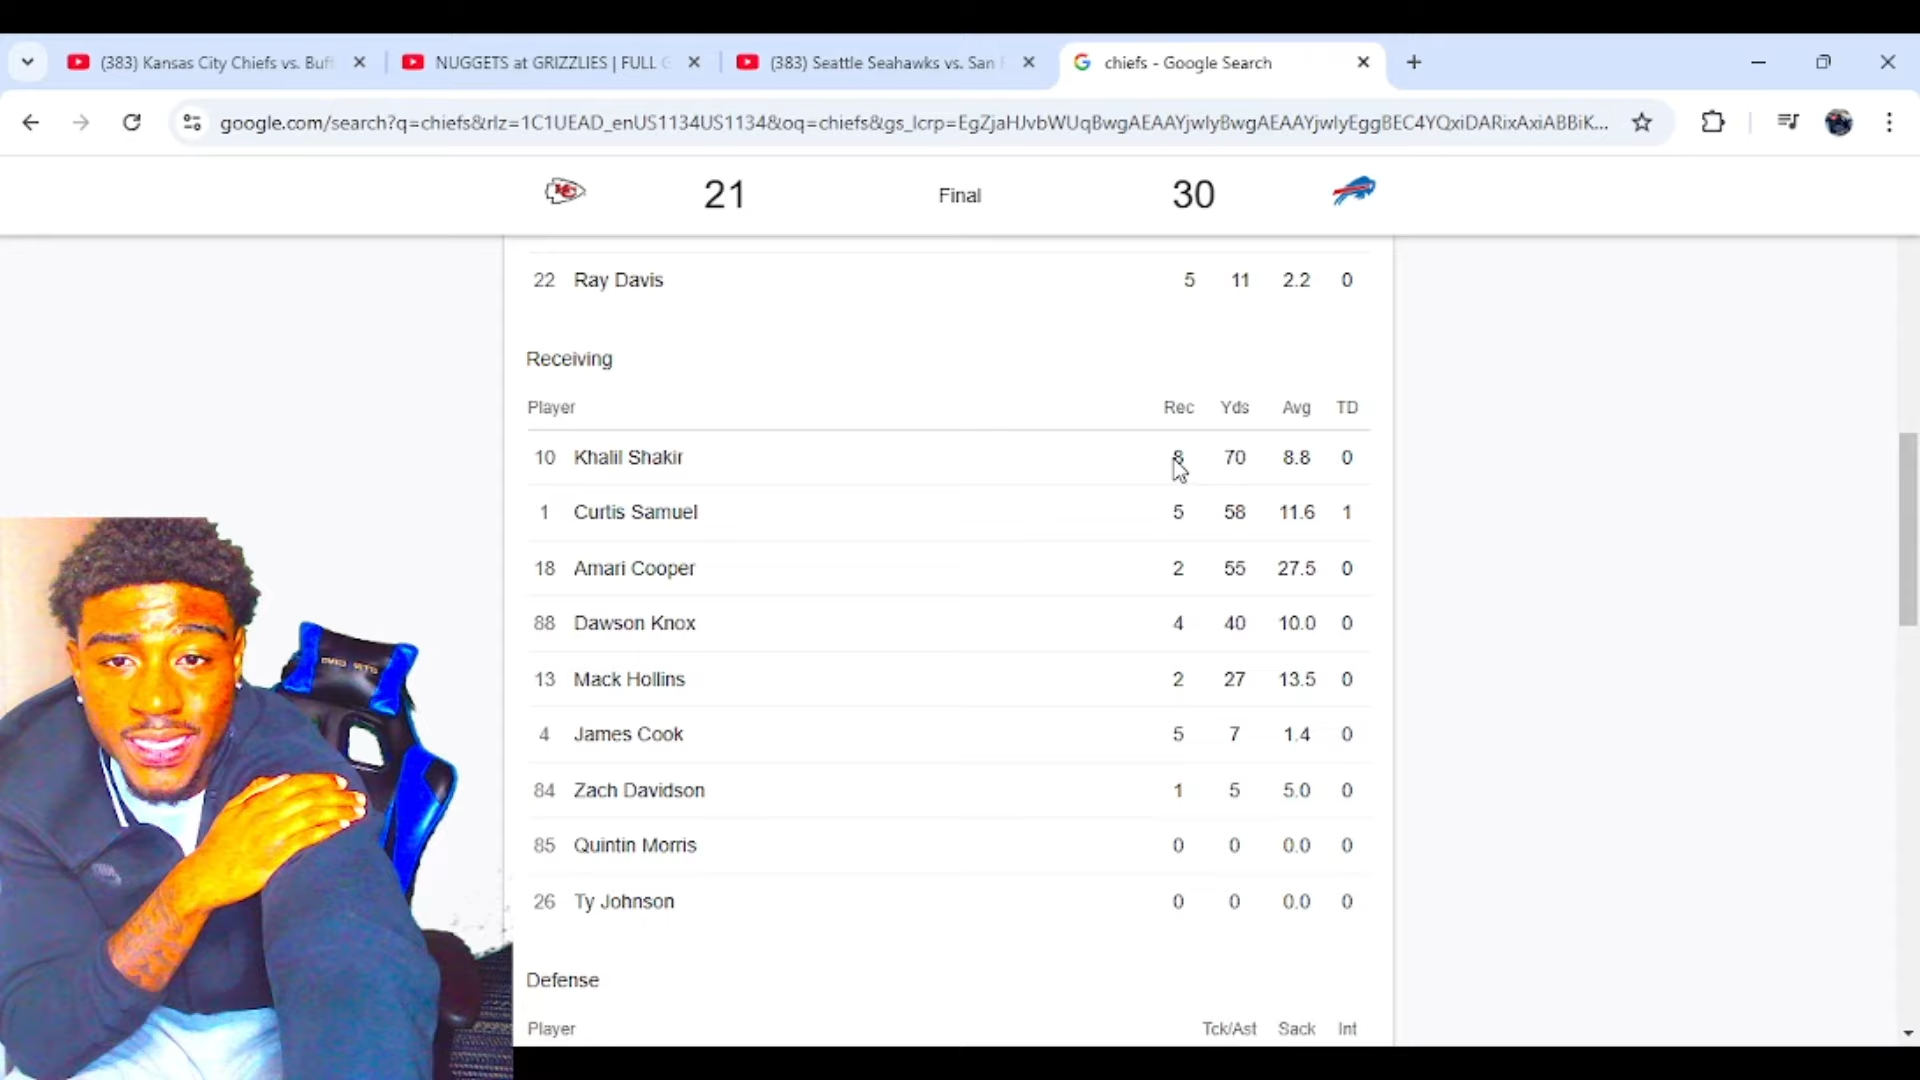 (383) Kansas City Chiefs vs. Buf
NUGGETS at GRIZZLIES | FULL G
(383) Seattle Seahawks vs. San F
chiefs - Google Search
google.com/search?q=chiefs&rlz=1C1UEAD_enUS1134US1134&oq=chiefs&gs_lcrp=EgZjaHJvbWUqBwgAEAAYjwIyBwgAEAAYjwIyEggBEC4YQxiDARixAxiABBiK...
21 Final 30
22 Ray Davis 5 11 2.2 0
Receiving
Player Rec Yds Avg TD
10 Khalil Shakir 8 70 8.8 0
1 Curtis Samuel 5 58 11.6 1
18 Amari Cooper 2 55 27.5 0
88 Dawson Knox 4 40 10.0 0
13 Mack Hollins 2 27 13.5 0
4 James Cook 5 7 1.4 0
84 Zach Davidson 1 5 5.0 0
85 Quintin Morris 0 0 0.0 0
26 Ty Johnson 0 0 0.0 0
Defense
Player Tck/Ast Sack Int